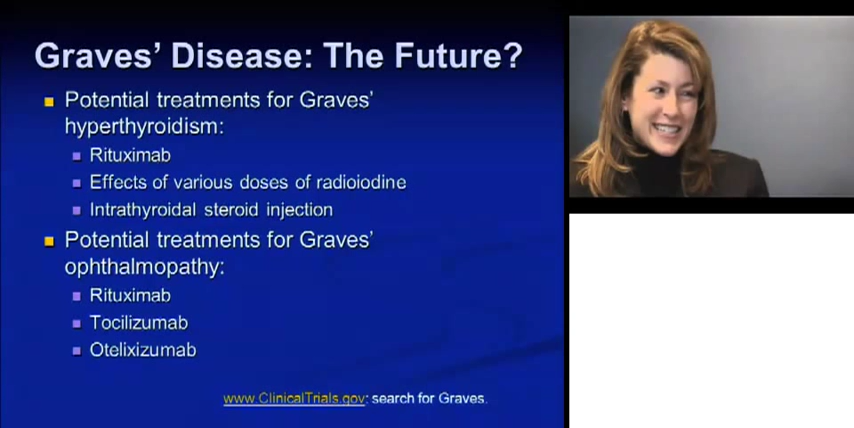 Graves’ Disease: The Future?
Potential treatments for Graves’
hyperthyroidism:
Rituximab
Effects of various doses of radioiodine
Intrathyroidal steroid injection
Potential treatments for Graves’
ophthalmopathy:
Rituximab
Tocilizumab
Otelixizumab
www.ClinicalTrials.gov: search for Graves.